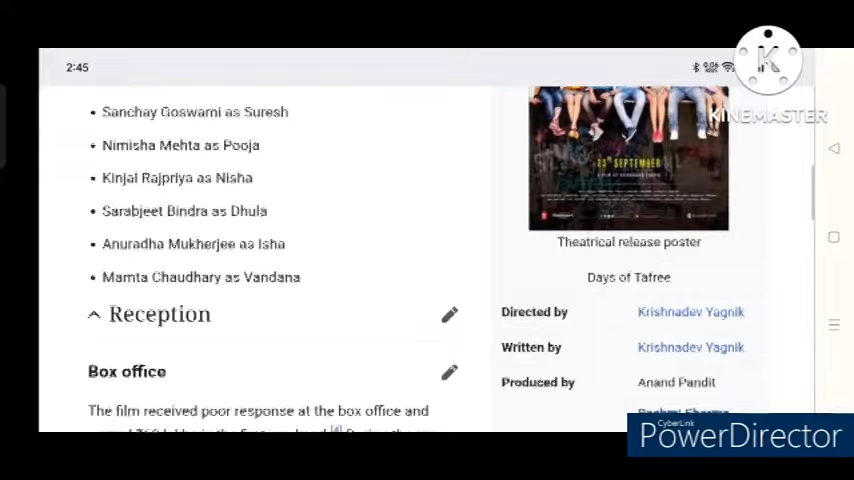 2:45
KINEMASTER
Sanchay Goswami as Suresh
Nimisha Mehta as Pooja
Kinjal Rajpriya as Nisha
Sarabjeet Bindra as Dhula
Anuradha Mukherjee as Isha
Mamta Chaudhary as Vandana
Reception
Box office
The film received poor response at the box office and
23rd SEPTEMBER
Theatrical release poster
Days of Tafree
Directed by Krishnadev Yagnik
Written by Krishnadev Yagnik
Produced by Anand Pandit
CyberLink
PowerDirector